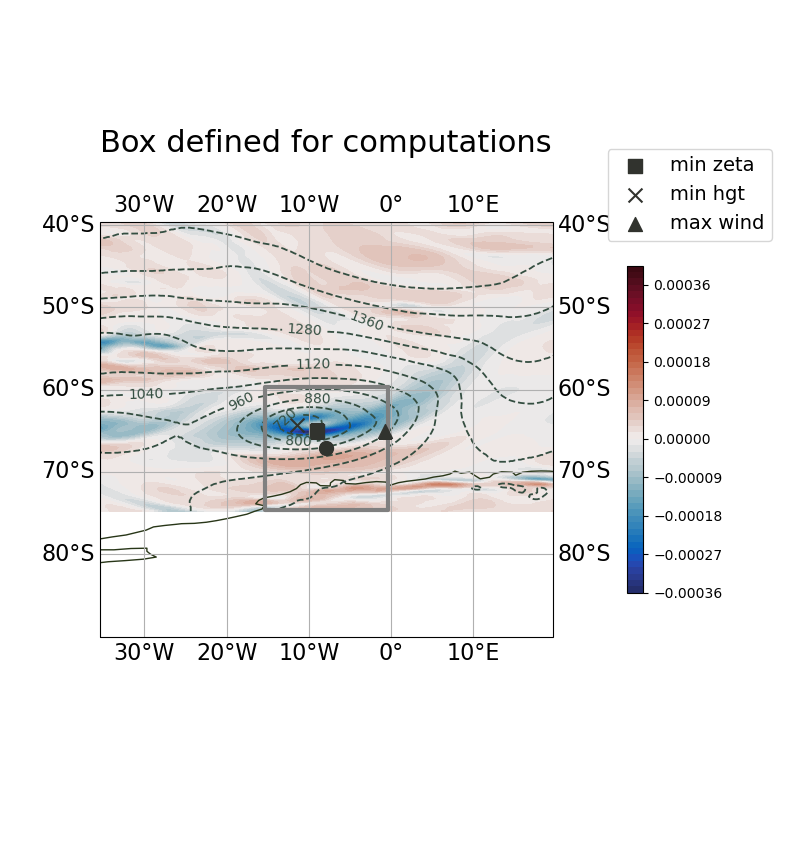 Box defined for computations
min zeta
min hgt
max wind
30°W 20°W 10°W 0° 10°E
40°S 40°S
50°S 50°S
60°S 60°S
70°S 70°S
80°S 80°S
1360
1280
1120
1040
960
880
720
800
30°W 20°W 10°W 0° 10°E
0.00036
0.00027
0.00018
0.00009
0.00000
−0.00009
−0.00018
−0.00027
−0.00036